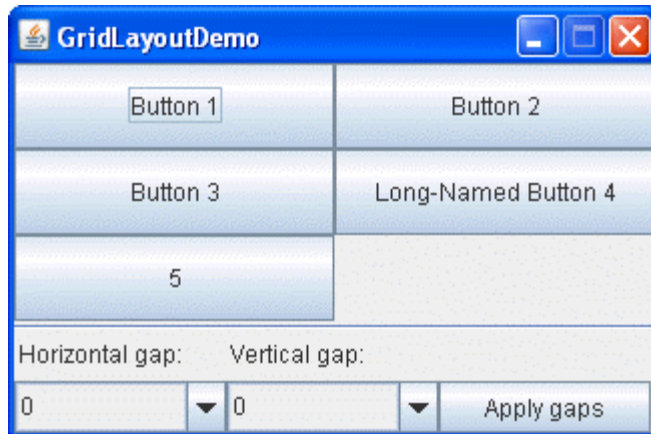 GridLayoutDemo
Button 1 Button 2
Button 3 Long-Named Button 4
5
Horizontal gap: Vertical gap:
0 0 Apply gaps